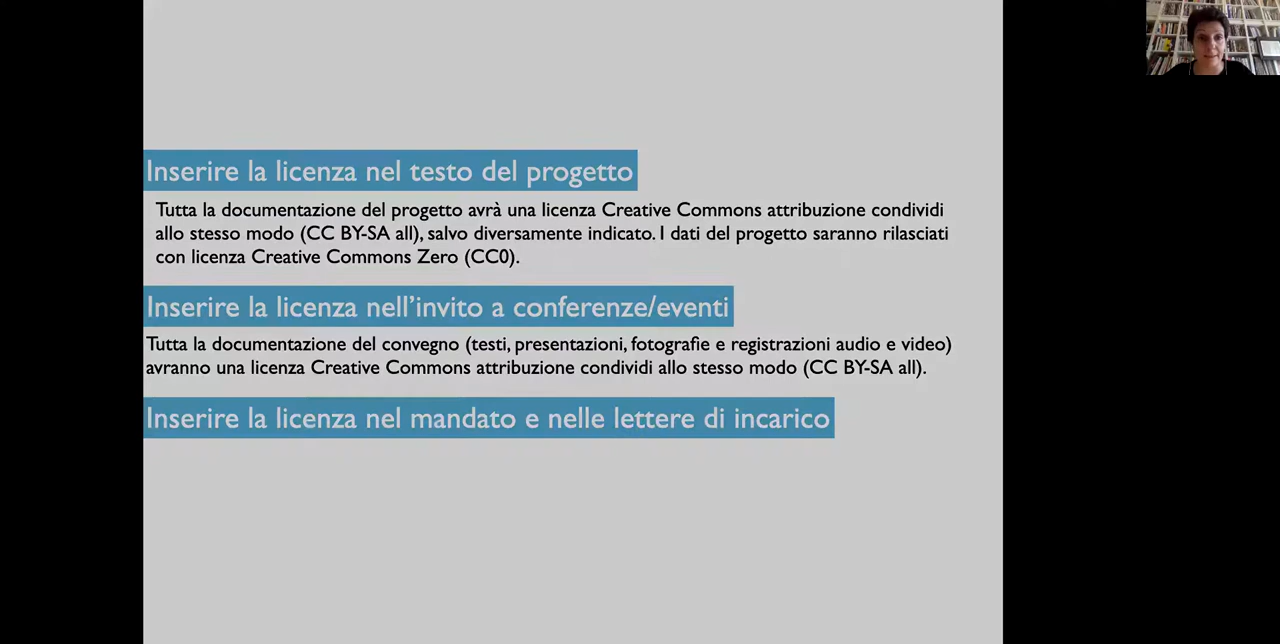 Inserire la licenza nel testo del progetto
Tutta la documentazione del progetto avrà una licenza Creative Commons attribuzione condividi
allo stesso modo (CC BY-SA all), salvo diversamente indicato. I dati del progetto saranno rilasciati
con licenza Creative Commons Zero (CC0).
Inserire la licenza nell’invito a conferenze/eventi
Tutta la documentazione del convegno (testi, presentazioni, fotografie e registrazioni audio e video)
avranno una licenza Creative Commons attribuzione condividi allo stesso modo (CC BY-SA all).
Inserire la licenza nel mandato e nelle lettere di incarico